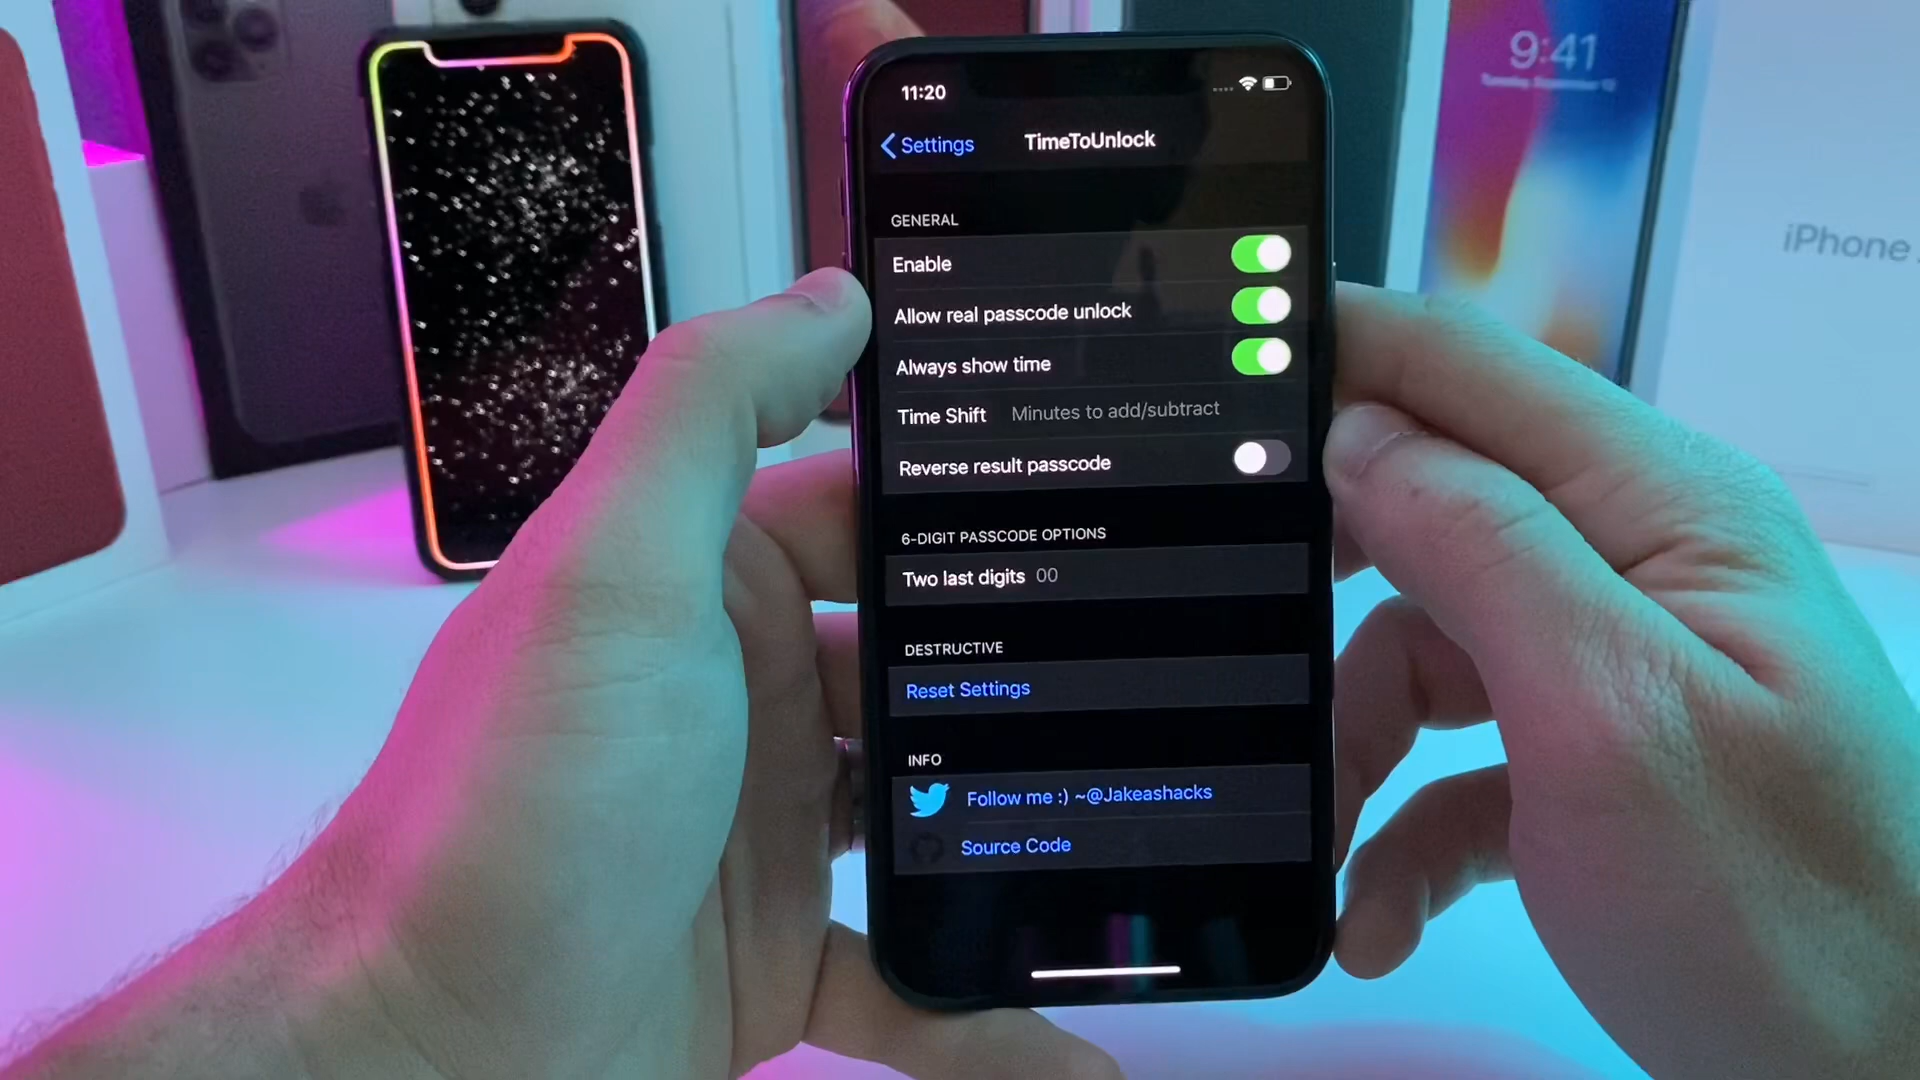 9:41
iPhone
11:20
Settings
TimeToUnlock
GENERAL
Enable
Allow real passcode unlock
Always show time
Time Shift Minutes to add/subtract
Reverse result passcode
6-DIGIT PASSCODE OPTIONS
Two last digits 00
DESTRUCTIVE
Reset Settings
INFO
Follow me :) ~@Jakeashacks
Source Code